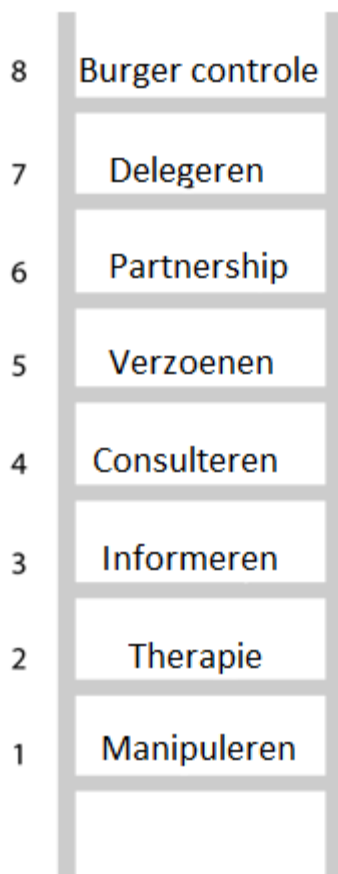 8 Burger controle
7 Delegeren
6 Partnership
5 Verzoenen
4 Consulteren
3 Informeren
2 Therapie
1 Manipuleren